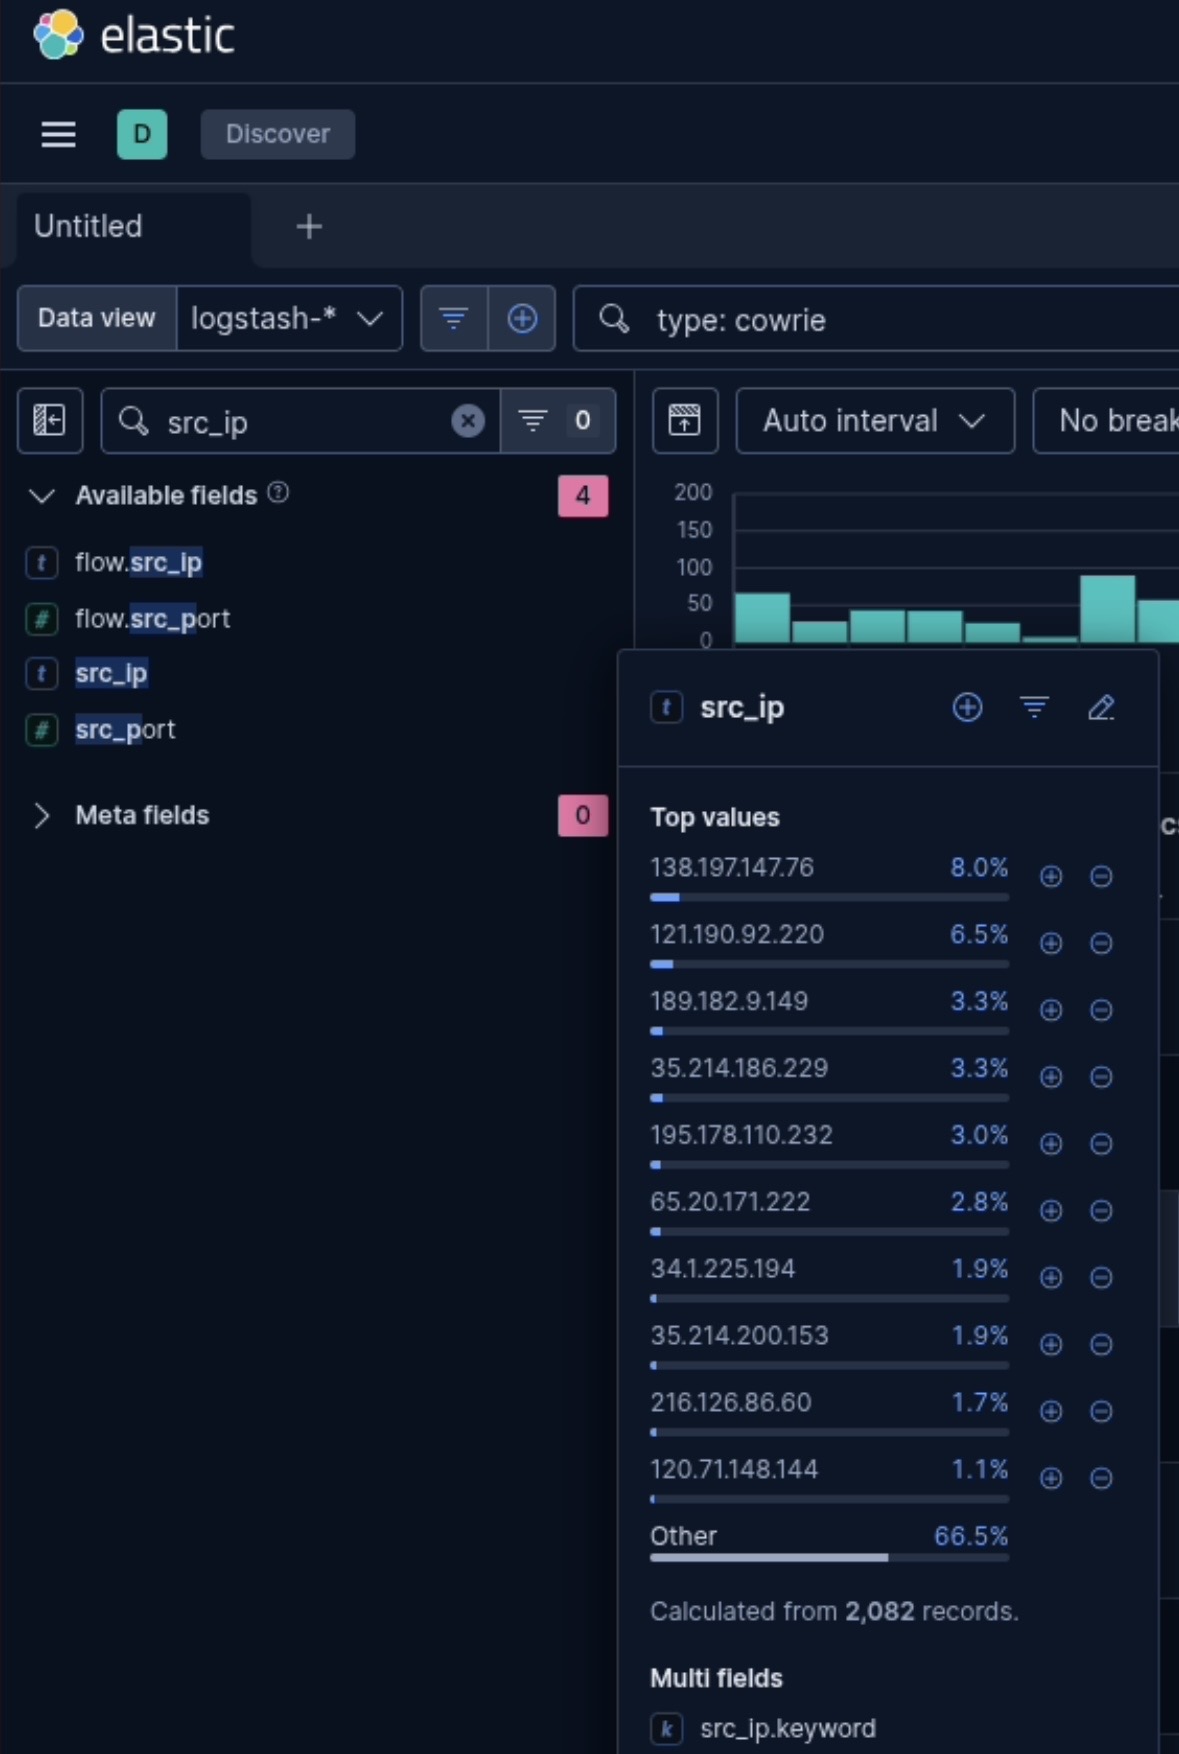 elastic
D Discover
Untitled +
Data view logstash-* type: cowrie
src_ip 0
Available fields ? 4
t flow.src_ip
# flow.src_port
t src_ip
# src_port
Meta fields 0
Auto interval No break
200
150
100
50
0
t src_ip
Top values
138.197.147.76 8.0%
121.190.92.220 6.5%
189.182.9.149 3.3%
35.214.186.229 3.3%
195.178.110.232 3.0%
65.20.171.222 2.8%
34.1.225.194 1.9%
35.214.200.153 1.9%
216.126.86.60 1.7%
120.71.148.144 1.1%
Other 66.5%
Calculated from 2,082 records.
Multi fields
k src_ip.keyword